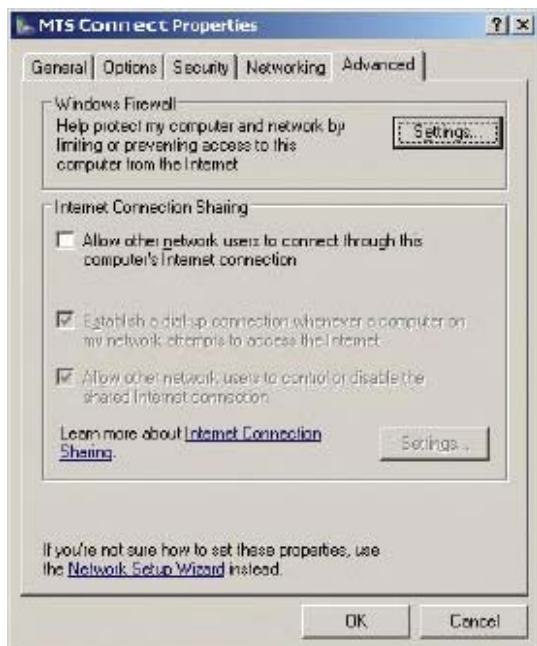 MTS Connect Properties
? ×
General Options Security Networking Advanced
Windows Firewall
Help protect my computer and network by
limiting or preventing access to this
computer from the Internet
Settings...
Internet Connection Sharing
Allow other network users to connect through this
computer's Internet connection
Establish a dial-up connection whenever a computer on
my network attempts to access the Internet
Allow other network users to control or disable the
shared Internet connection
Learn more about Internet Connection
Sharing.
Settings...
If you're not sure how to set these properties, use
the Network Setup Wizard instead.
OK Cancel